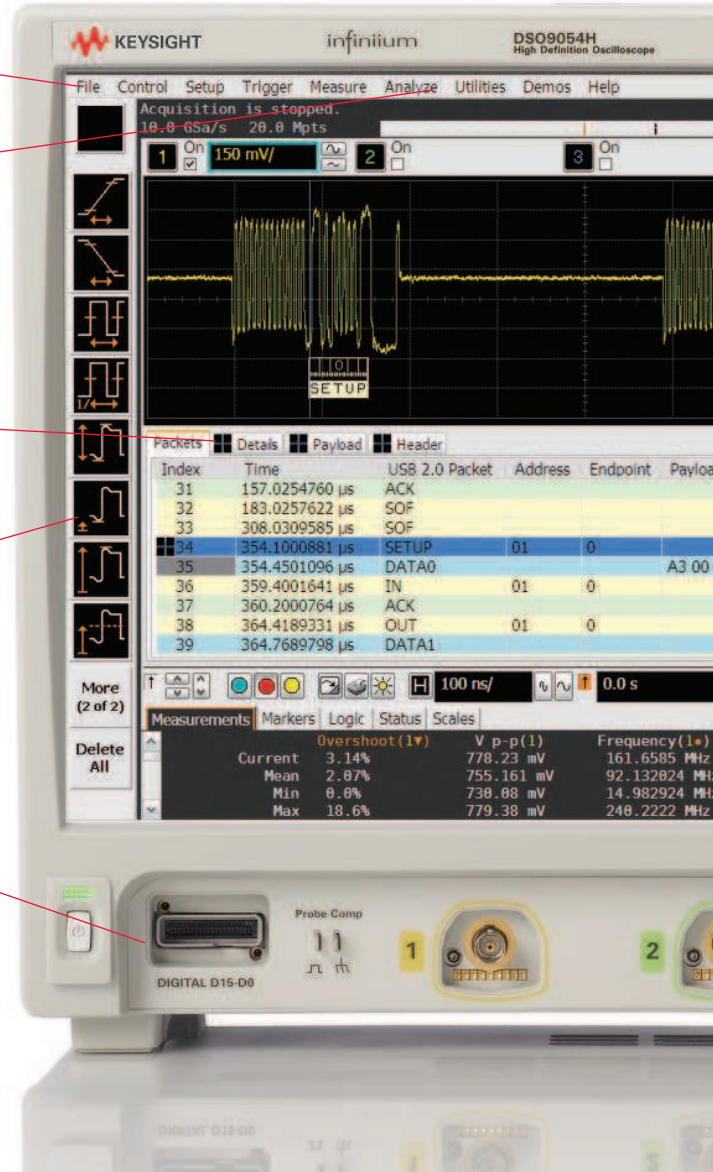 KEYSIGHT infiniium DSO9054H
High Definition Oscilloscope
File Control Setup Trigger Measure Analyze Utilities Demos Help
Acquisition is stopped.
10.0 GSa/s 20.0 Mpts
1 On 150 mV/ 2 On 3 On
0
SETUP
1/
Packets Details Payload Header
Index Time USB 2.0 Packet Address Endpoint Payloa
31 157.0254760 µs ACK
32 183.0257622 µs SOF
33 308.0309585 µs SOF
34 354.1000881 µs SETUP 01 0
35 354.4501096 µs DATA0 A3 00
36 359.4001641 µs IN 01 0
37 360.2000764 µs ACK
38 364.4189331 µs OUT 01 0
39 364.7689798 µs DATA1
More
(2 of 2)
Delete
All
H 100 ns/ 0.0 s
Measurements Markers Logic Status Scales
Overshoot(1▼) V p-p(1) Frequency(1●)
Current 3.14% 778.23 mV 161.6585 MHz
Mean 2.07% 755.161 mV 92.132024 MH
Min 0.0% 730.08 mV 14.982924 MH
Max 18.6% 779.38 mV 240.2222 MHz
Probe Comp
1
2
DIGITAL D15-D0